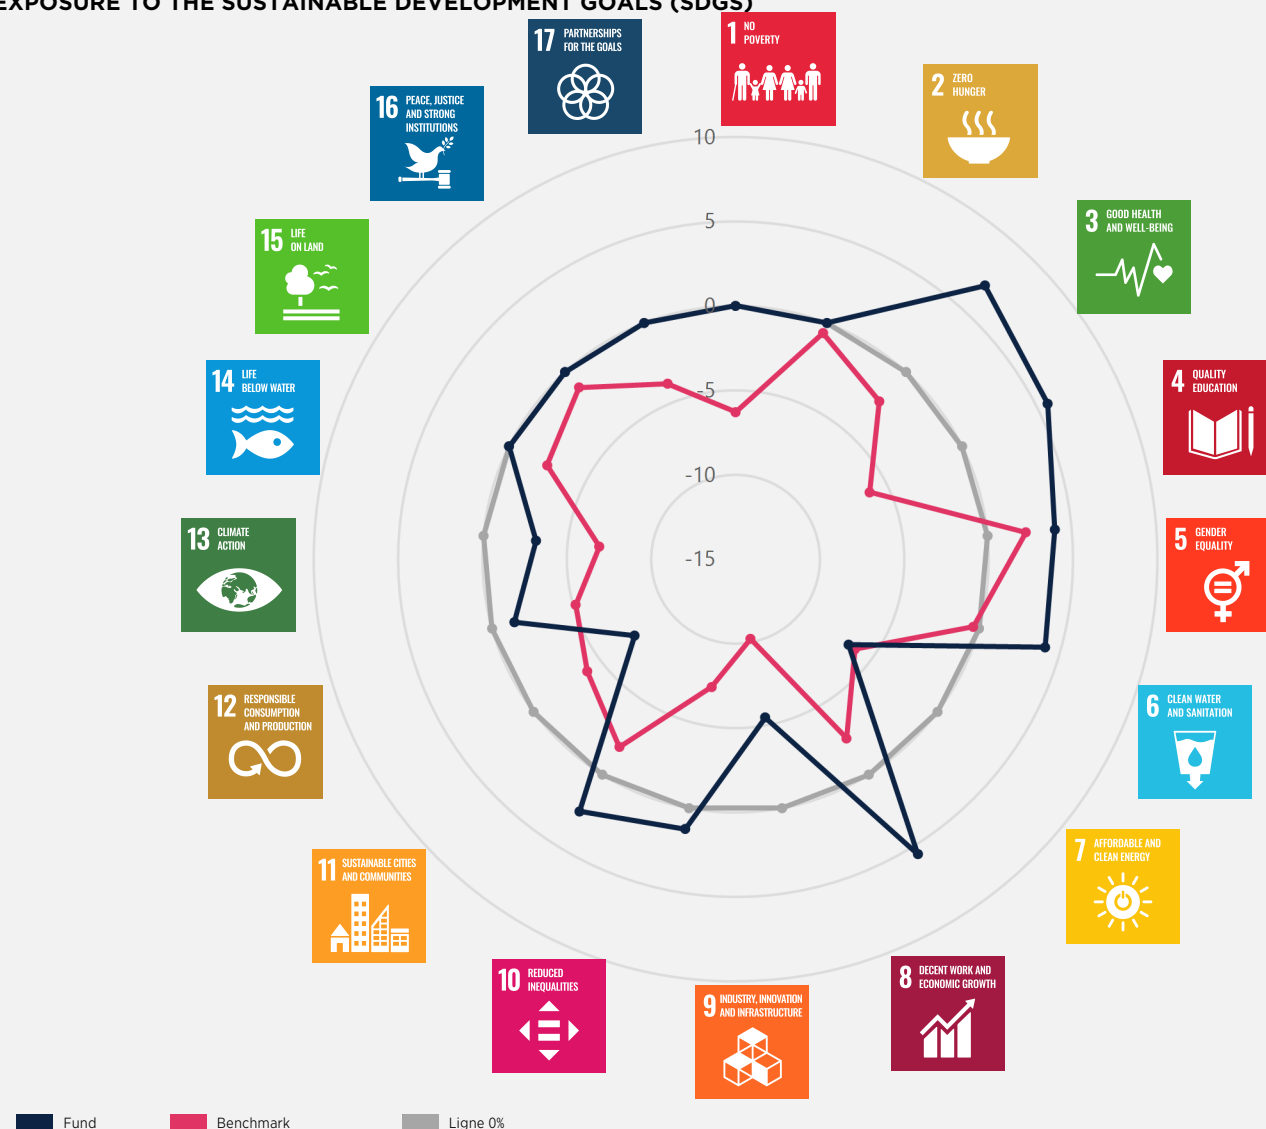 EXPOSURE TO THE SUSTAINABLE DEVELOPMENT GOALS (SDGS)
1 NO
POVERTY
17 PARTNERSHIPS
FOR THE GOALS
2 ZERO
HUNGER
16 PEACE, JUSTICE
AND STRONG
INSTITUTIONS
10
3 GOOD HEALTH
AND WELL-BEING
5
15 LIFE
ON LAND
0
14 LIFE
BELOW WATER
4 QUALITY
EDUCATION
-5
-10
13 CLIMATE
ACTION
5 GENDER
EQUALITY
-15
12 RESPONSIBLE
CONSUMPTION
AND PRODUCTION
6 CLEAN WATER
AND SANITATION
7 AFFORDABLE AND
CLEAN ENERGY
11 SUSTAINABLE CITIES
AND COMMUNITIES
10 REDUCED
INEQUALITIES
8 DECENT WORK AND
ECONOMIC GROWTH
9 INDUSTRY, INNOVATION
AND INFRASTRUCTURE
Fund
Benchmark
Ligne 0%